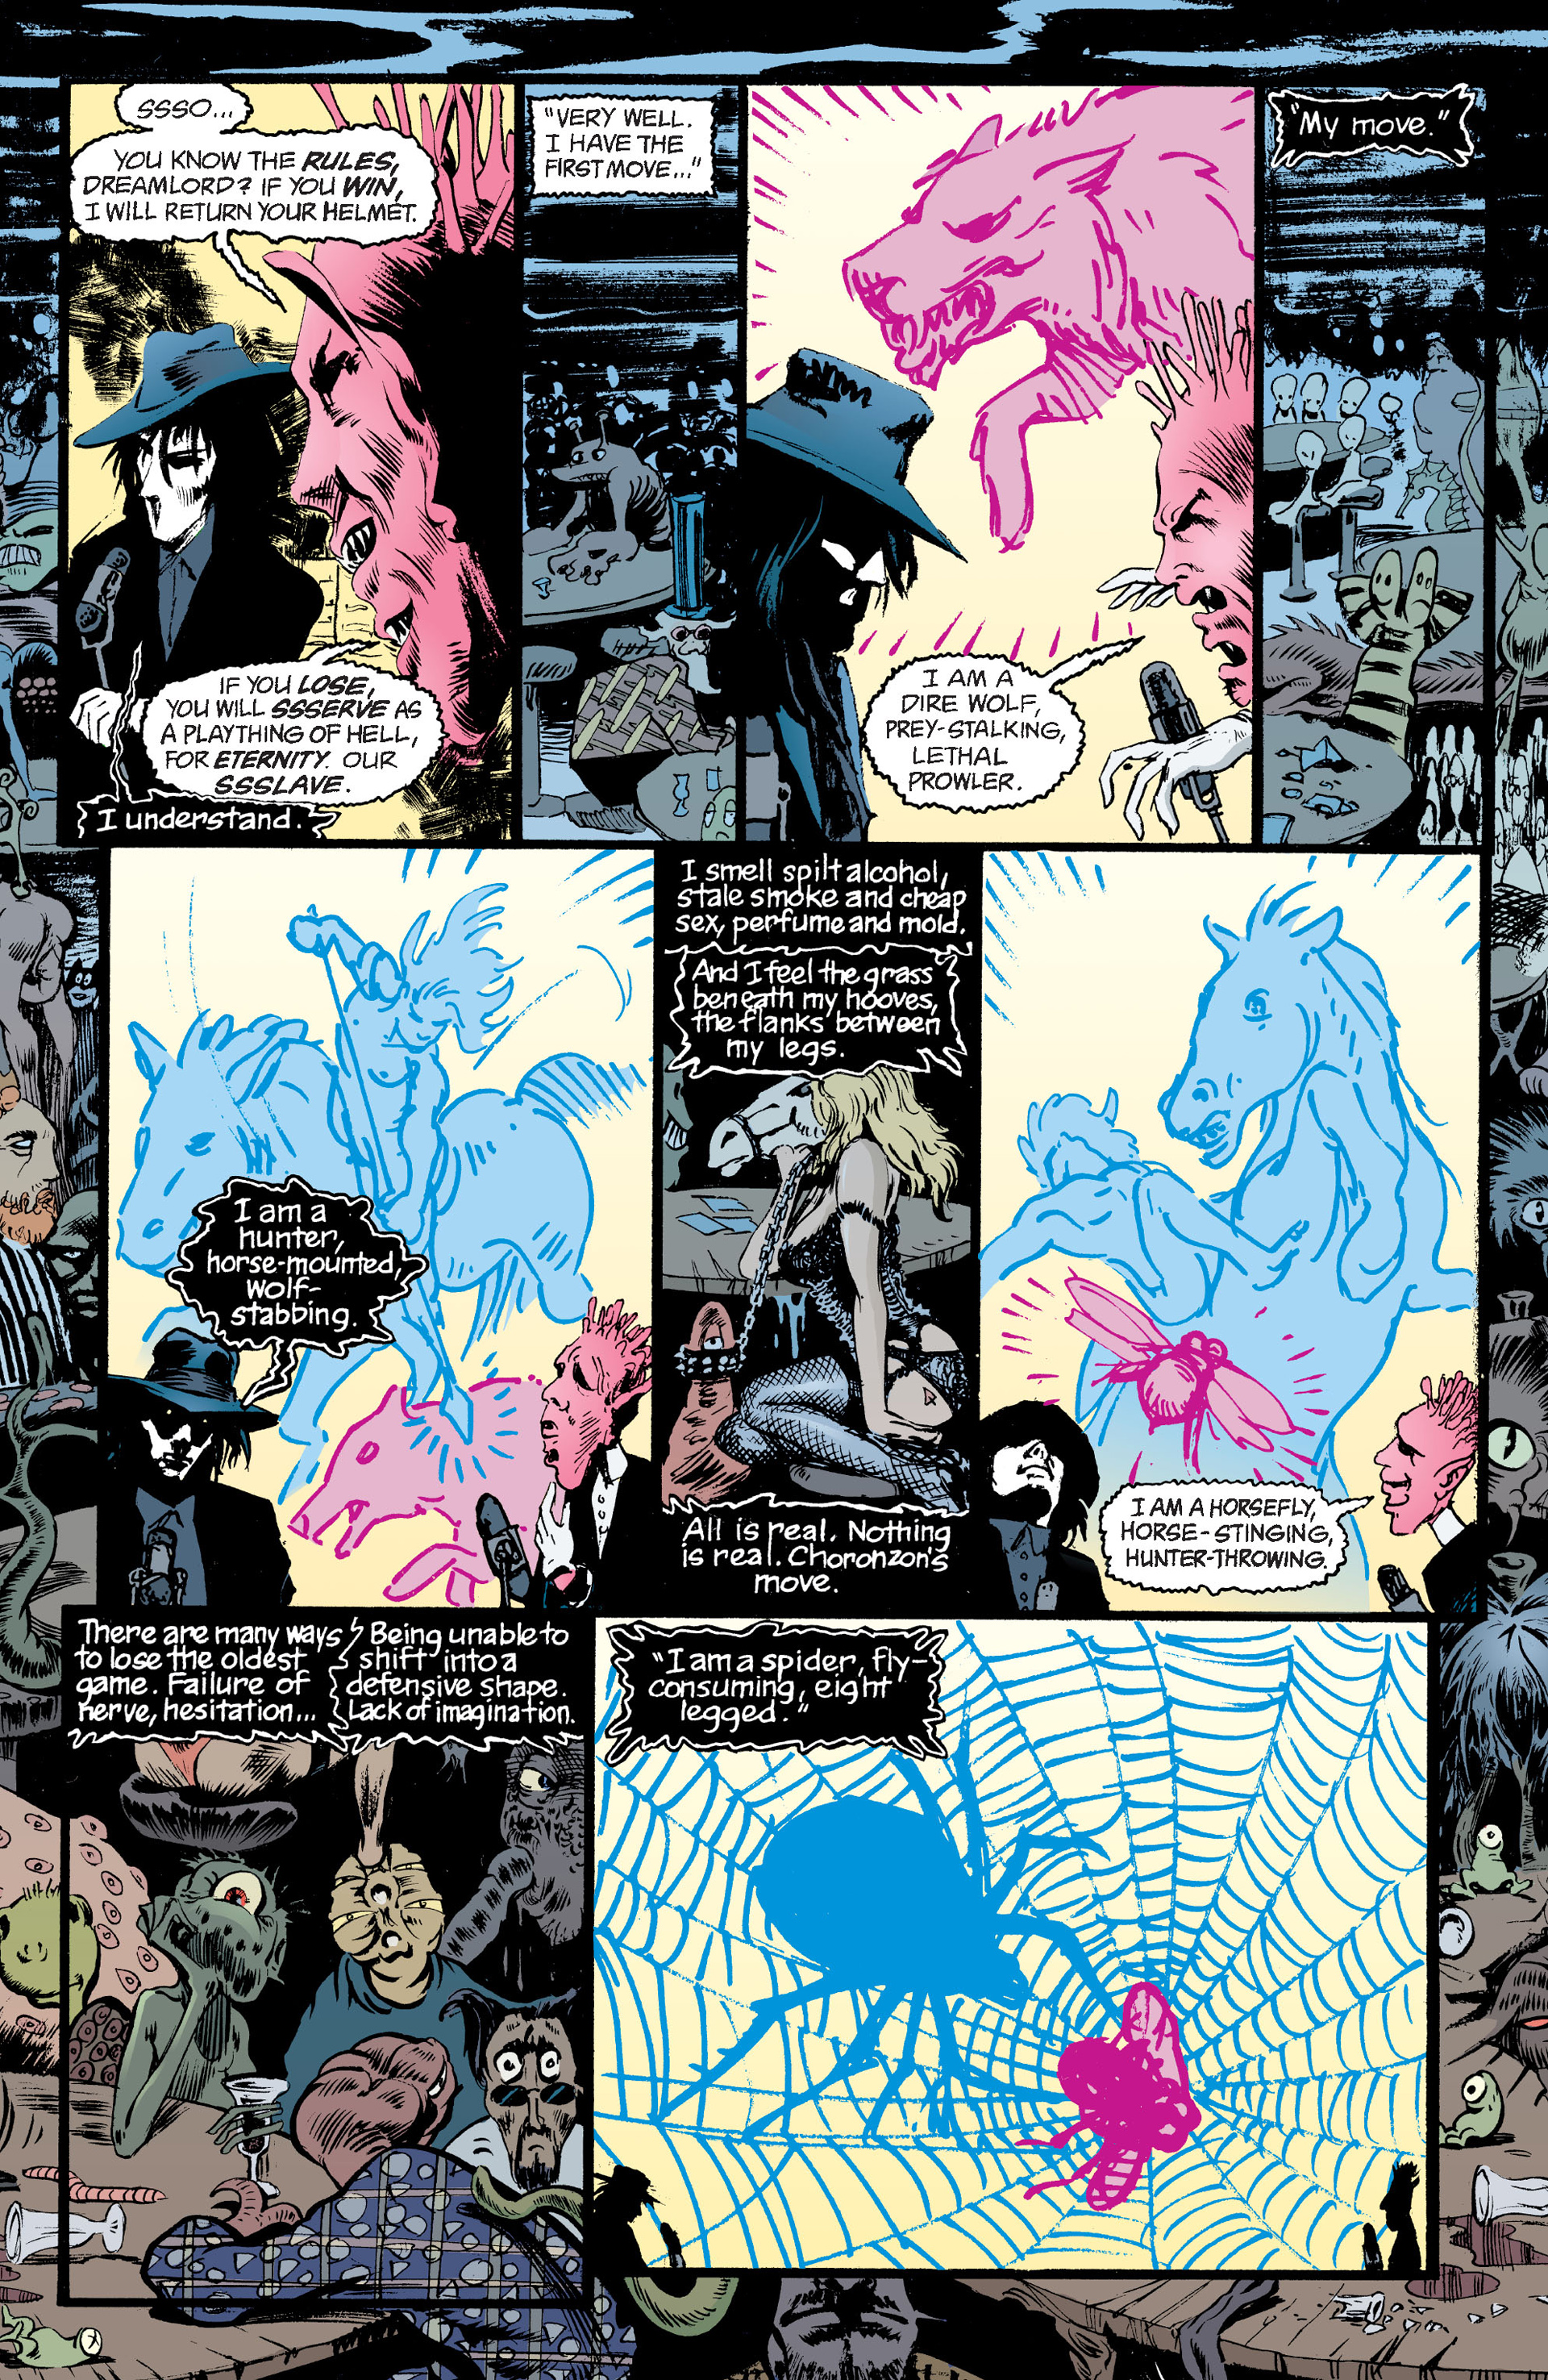 SSSO...
YOU KNOW THE RULES,
DREAMLORD? IF YOU WIN,
I WILL RETURN YOUR HELMET.
IF YOU LOSE,
YOU WILL SSSERVE AS
A PLAYTHING OF HELL,
FOR ETERNITY. OUR
SSSLAVE.
I understand.
"VERY WELL.
I HAVE THE
FIRST MOVE..."
I AM A
DIRE WOLF,
PREY-STALKING,
LETHAL
PROWLER.
"My move."
I am a
hunter,
horse-mounted,
wolf-
stabbing.
I smell spilt alcohol,
stale smoke and cheap
sex, perfume and mold.
And I feel the grass
beneath my hooves,
the flanks between
my legs.
All is real. Nothing
is real. Choronzon's
move.
I AM A HORSEFLY,
HORSE-STINGING,
HUNTER-THROWING.
There are many ways
to lose the oldest
game. Failure of
nerve, hesitation...
Being unable to
shift into a
defensive shape.
Lack of imagination.
"I am a spider, fly-
consuming, eight
legged."